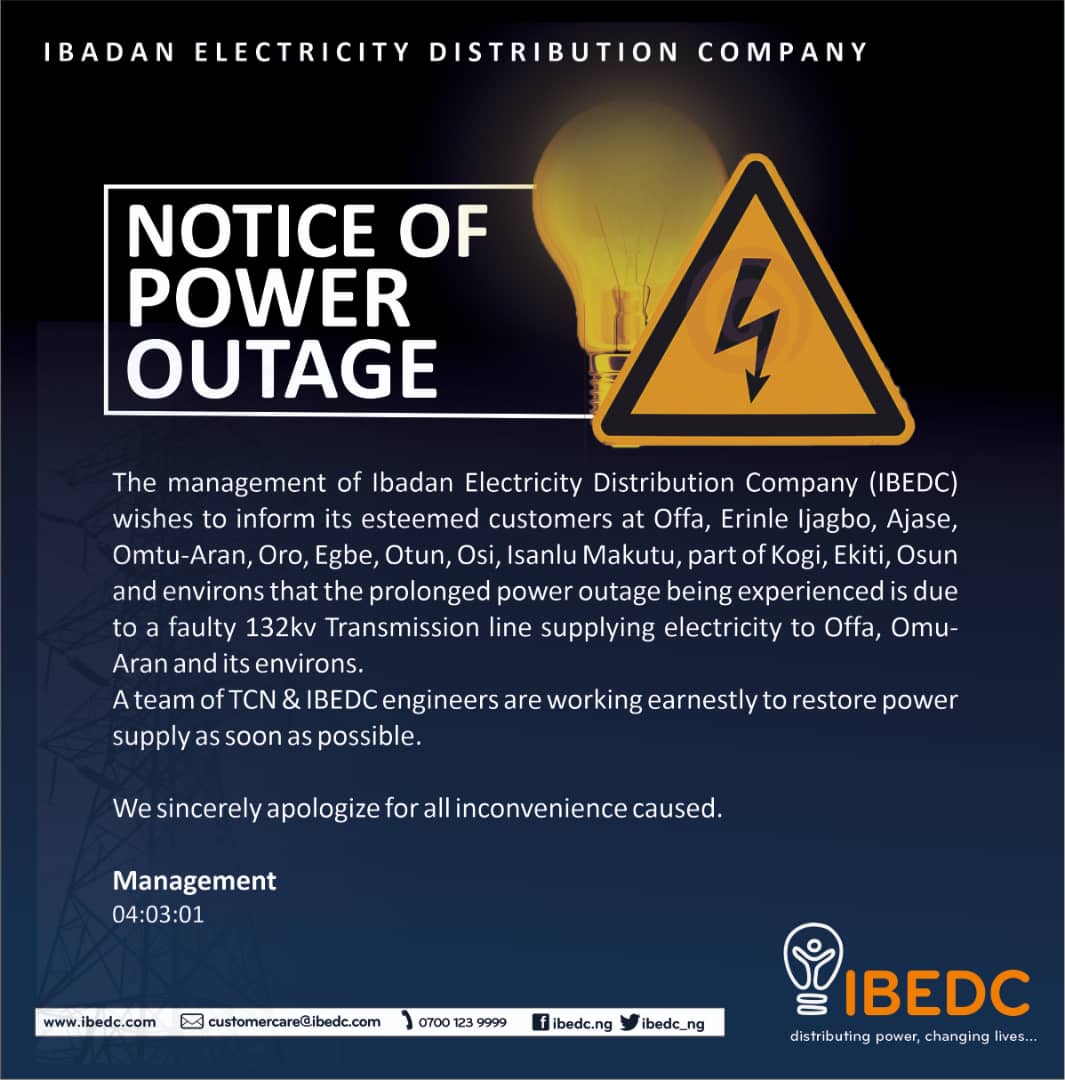 IBADAN ELECTRICITY DISTRIBUTION COMPANY
NOTICE OF
POWER
OUTAGE
The management of Ibadan Electricity Distribution Company (IBEDC)
wishes to inform its esteemed customers at Offa, Erinle Ijagbo, Ajase,
Omtu-Aran, Oro, Egbe, Otun, Osi, Isanlu Makutu, part of Kogi, Ekiti, Osun
and environs that the prolonged power outage being experienced is due
to a faulty 132kv Transmission line supplying electricity to Offa, Omu-
Aran and its environs.
A team of TCN & IBEDC engineers are working earnestly to restore power
supply as soon as possible.
We sincerely apologize for all inconvenience caused.
Management
04:03:01
IBEDC
distributing power, changing lives...
www.ibedc.com customercare@ibedc.com 0700 123 9999 ibedc.ng ibedc_ng